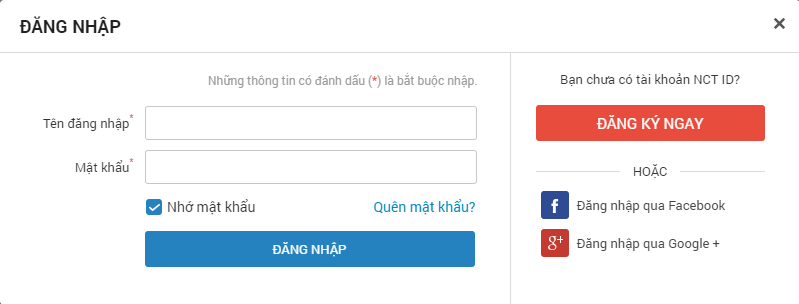 ĐĂNG NHẬP
×
Những thông tin có đánh dấu (*) là bắt buộc nhập.
Tên đăng nhập*
Mật khẩu*
Nhớ mật khẩu
Quên mật khẩu?
ĐĂNG NHẬP
Bạn chưa có tài khoản NCT ID?
ĐĂNG KÝ NGAY
HOẶC
f Đăng nhập qua Facebook
g+ Đăng nhập qua Google +